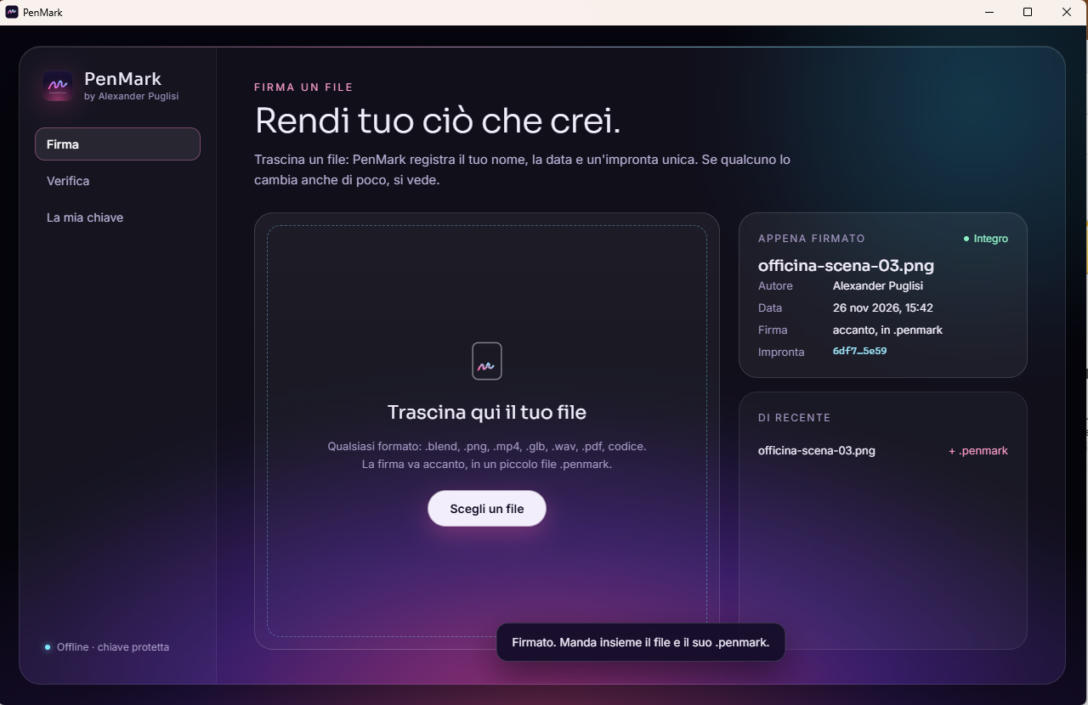 PenMark
PenMark
by Alexander Puglisi
Firma
Verifica
La mia chiave
Offline · chiave protetta
FIRMA UN FILE
Rendi tuo ciò che crei.
Trascina un file: PenMark registra il tuo nome, la data e un'impronta unica. Se qualcuno lo
cambia anche di poco, si vede.
Trascina qui il tuo file
Qualsiasi formato: .blend, .png, .mp4, .glb, .wav, .pdf, codice.
La firma va accanto, in un piccolo file .penmark.
Scegli un file
APPENA FIRMATO
Integro
officina-scena-03.png
Autore Alexander Puglisi
Data 26 nov 2026, 15:42
Firma accanto, in .penmark
Impronta 6df7…5e59
DI RECENTE
officina-scena-03.png + .penmark
Firmato. Manda insieme il file e il suo .penmark.